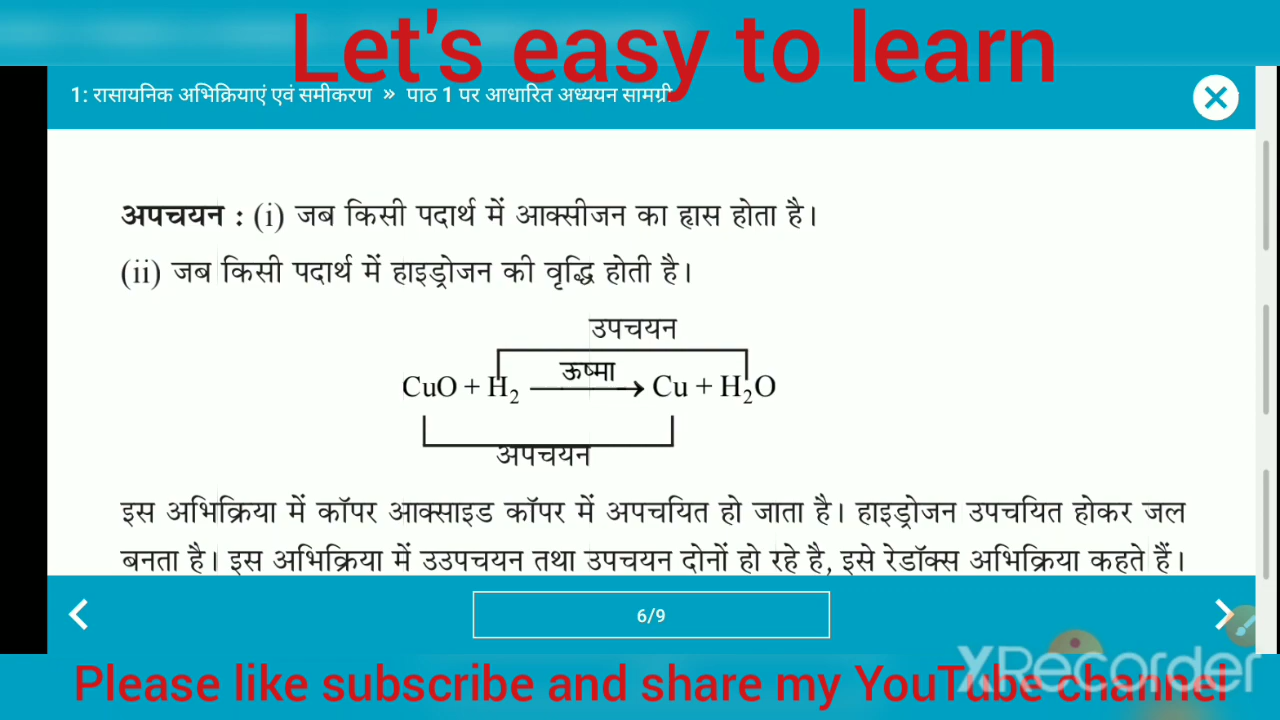 Let's easy to learn
1: रासायनिक अभिक्रियाएं एवं समीकरण » पाठ 1 पर आधारित अध्ययन सामग्री
अपचयन : (i) जब किसी पदार्थ में आक्सीजन का ह्रास होता है।
(ii) जब किसी पदार्थ में हाइड्रोजन की वृद्धि होती है।
उपचयन
ऊष्मा
CuO + H₂ ⟶ Cu + H₂O
अपचयन
इस अभिक्रिया में कॉपर आक्साइड कॉपर में अपचयित हो जाता है। हाइड्रोजन उपचयित होकर जल
बनता है। इस अभिक्रिया में उउपचयन तथा उपचयन दोनों हो रहे है, इसे रेडॉक्स अभिक्रिया कहते हैं।
6/9
XRecorder
Please like subscribe and share my YouTube channel